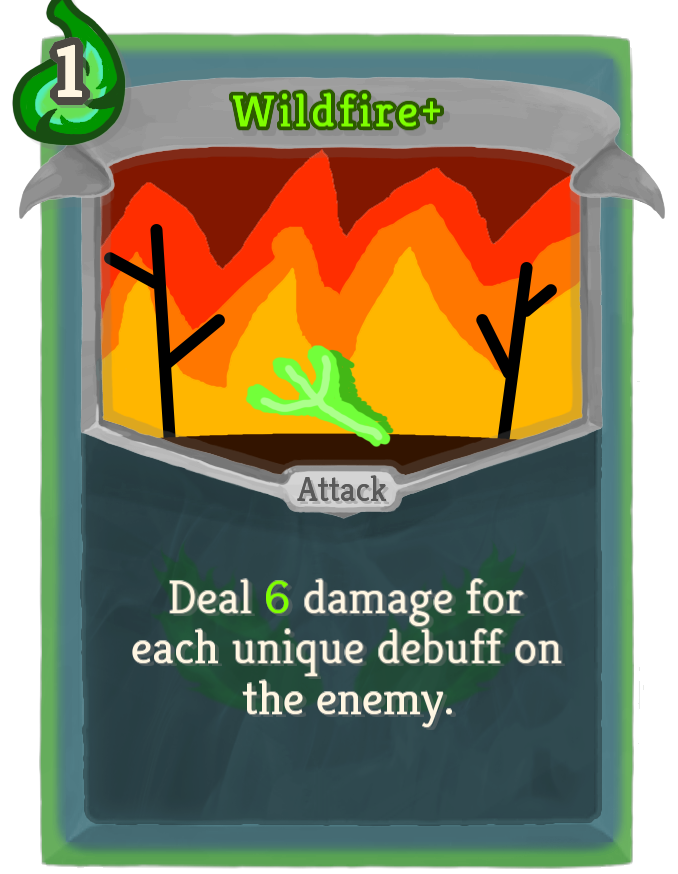 1
Wildfire+
Attack
Deal 6 damage for
each unique debuff on
the enemy.